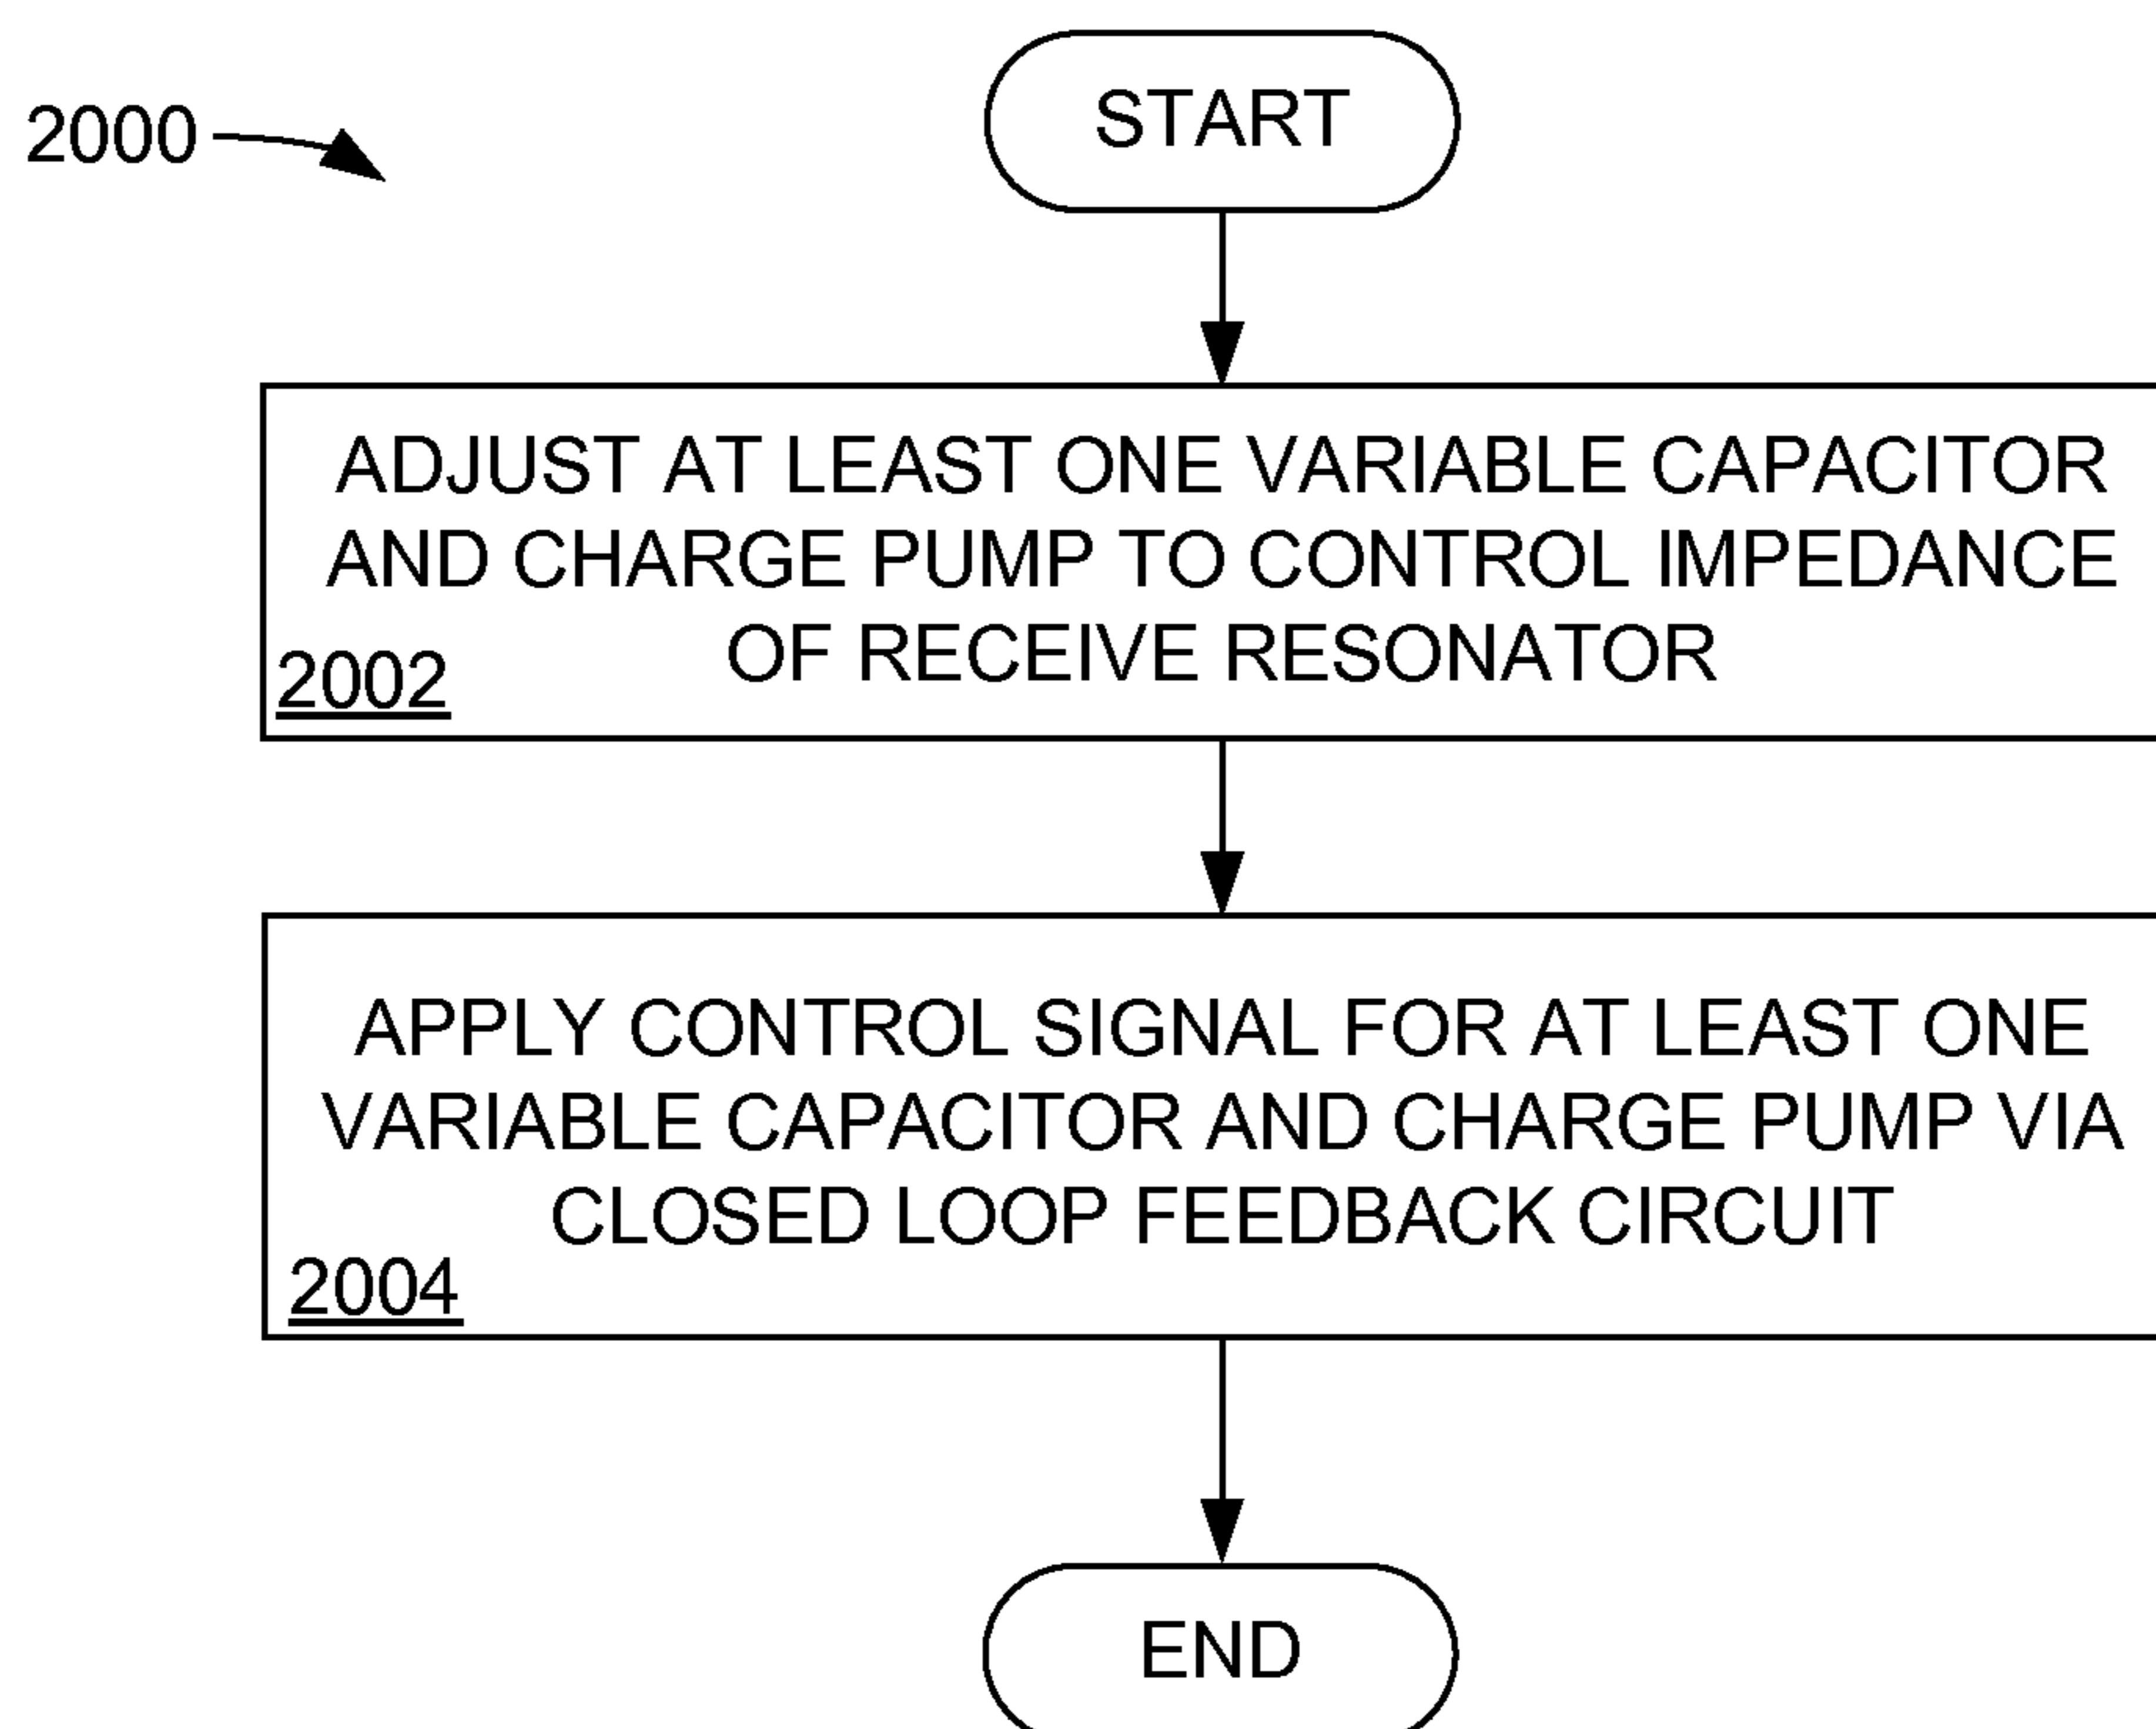 2000
START
ADJUST AT LEAST ONE VARIABLE CAPACITOR
AND CHARGE PUMP TO CONTROL IMPEDANCE
OF RECEIVE RESONATOR
2002
APPLY CONTROL SIGNAL FOR AT LEAST ONE
VARIABLE CAPACITOR AND CHARGE PUMP VIA
CLOSED LOOP FEEDBACK CIRCUIT
2004
END